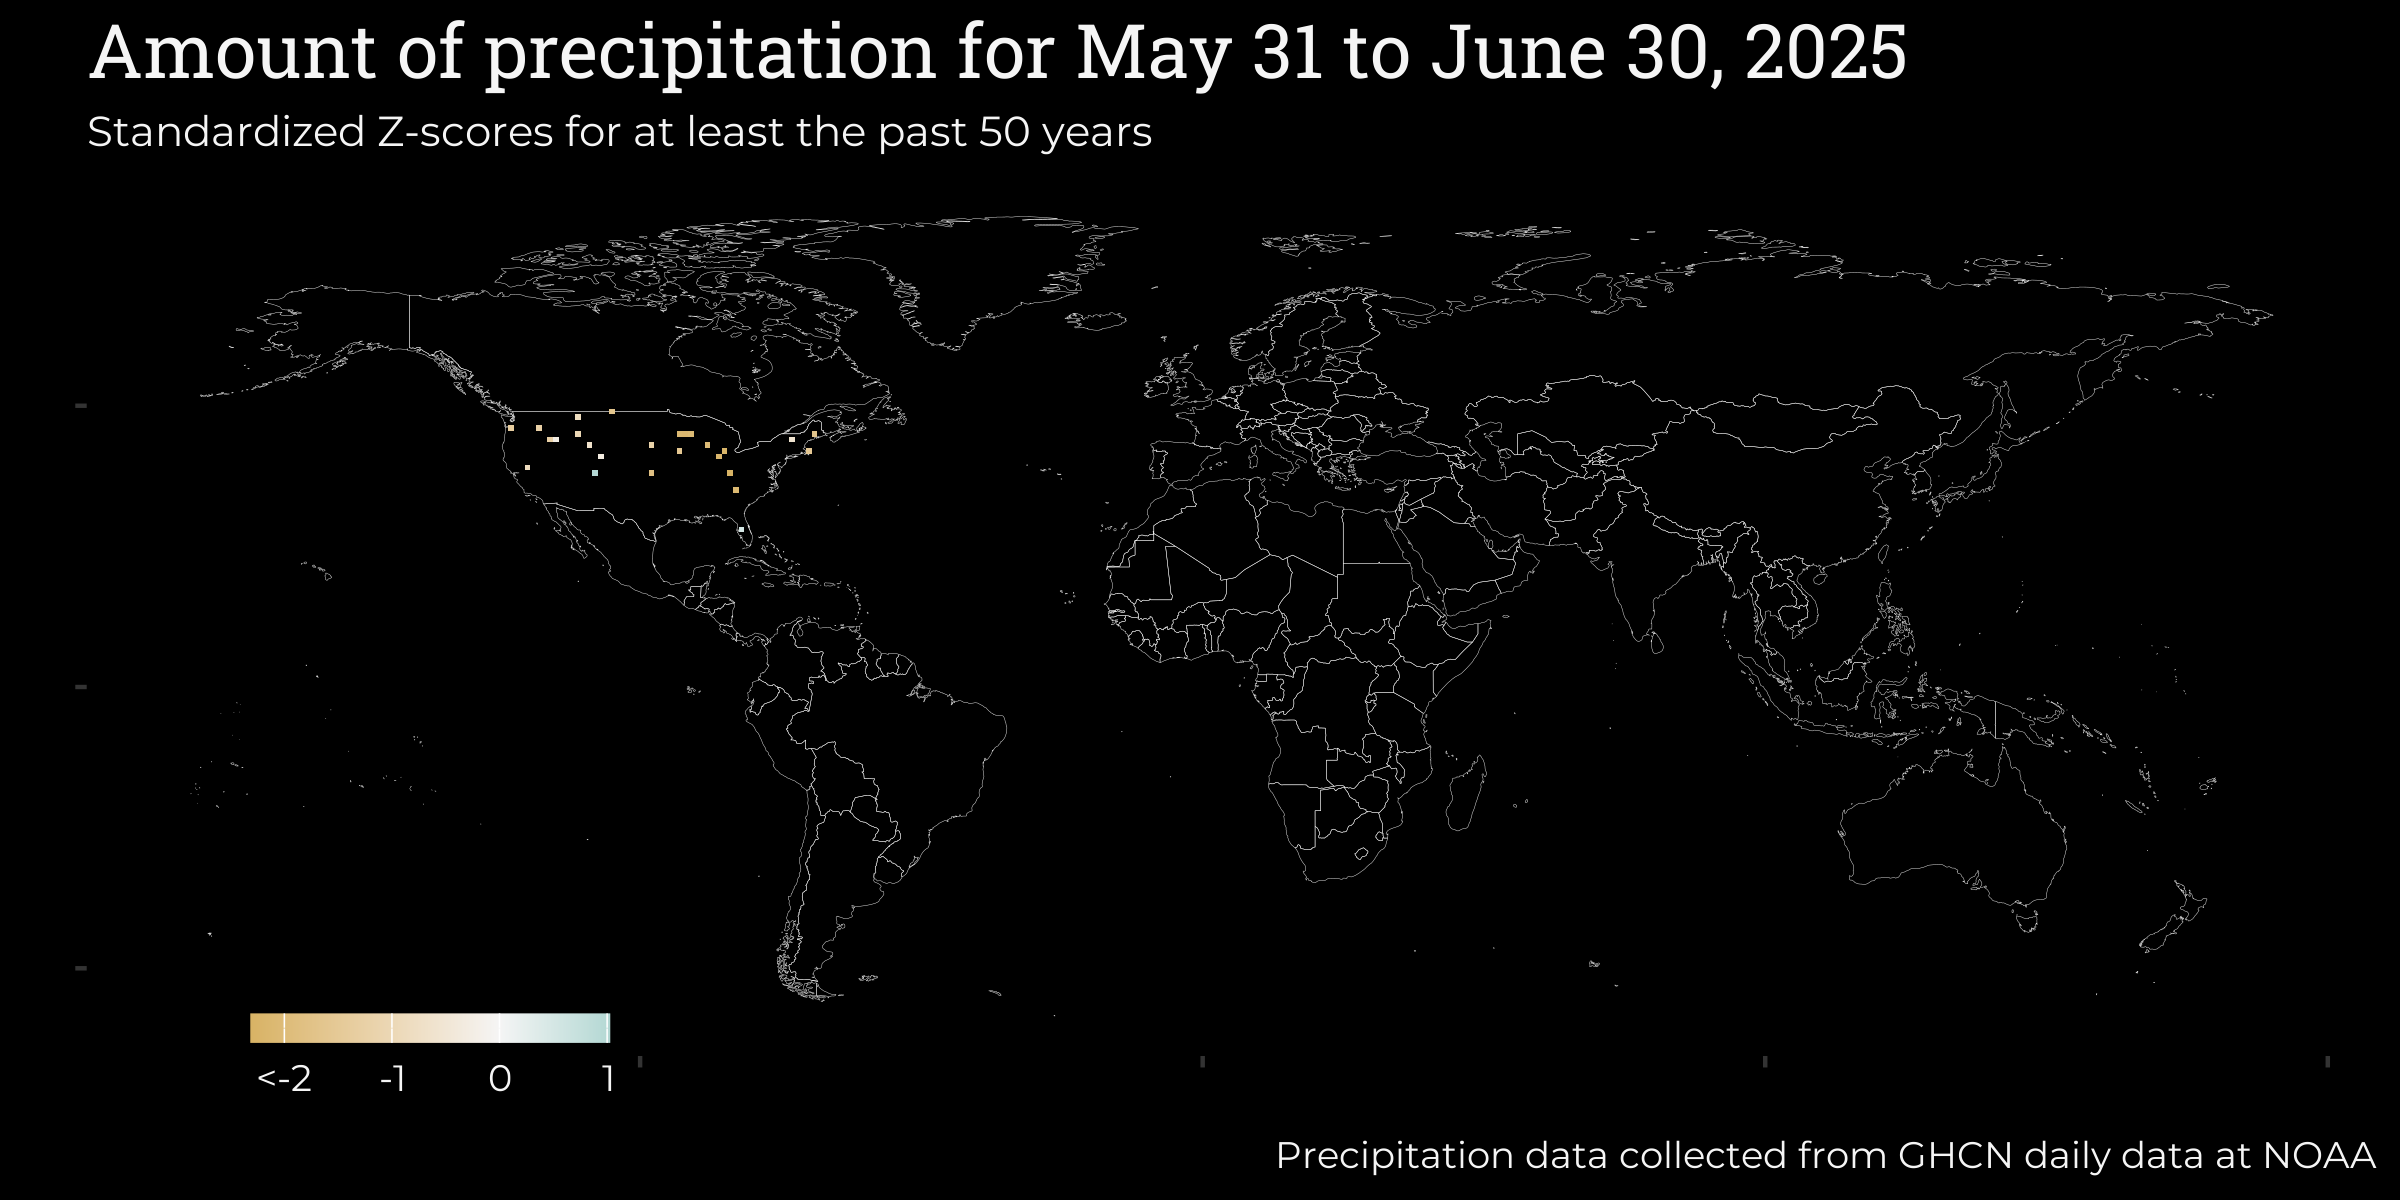 Amount of precipitation for May 31 to June 30, 2025
Standardized Z-scores for at least the past 50 years
<-2 -1 0 1
Precipitation data collected from GHCN daily data at NOAA